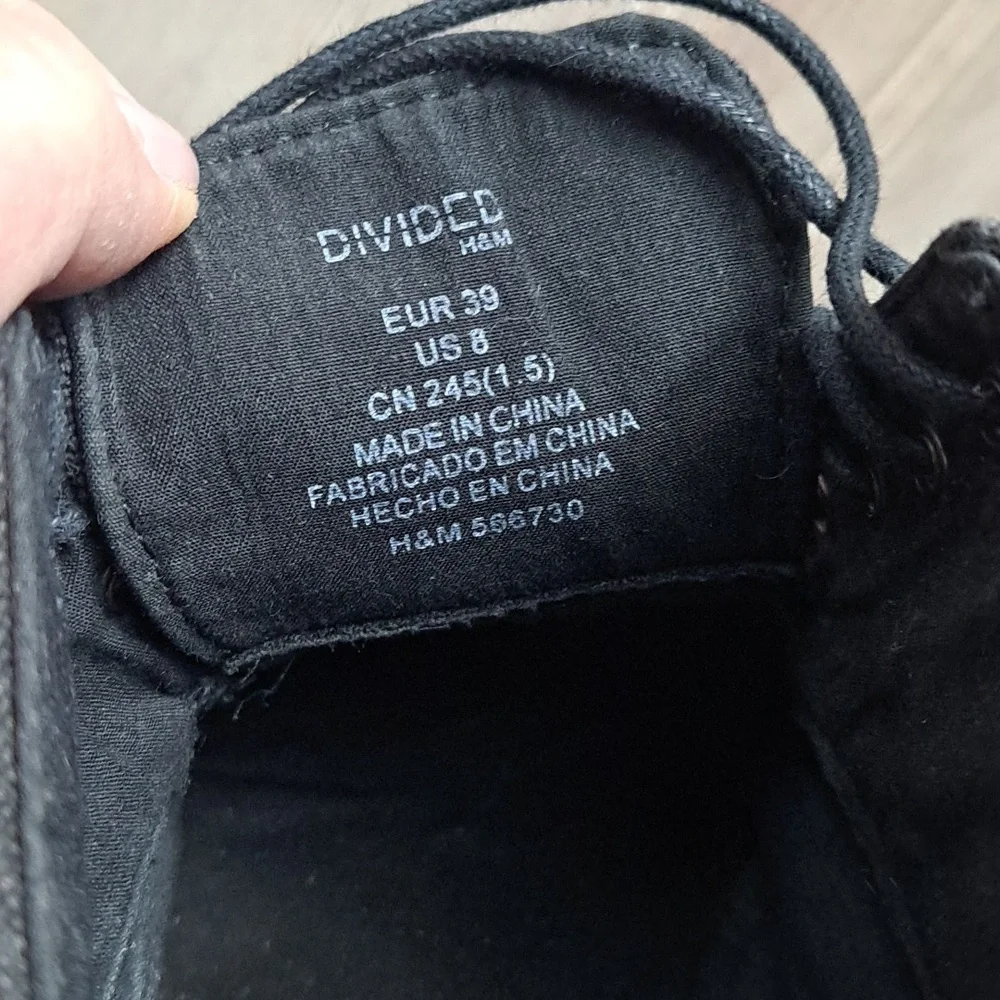 DIVIDED
H&M
EUR 39
US 8
CN 245(1.5)
MADE IN CHINA
FABRICADO EM CHINA
HECHO EN CHINA
H&M 566730